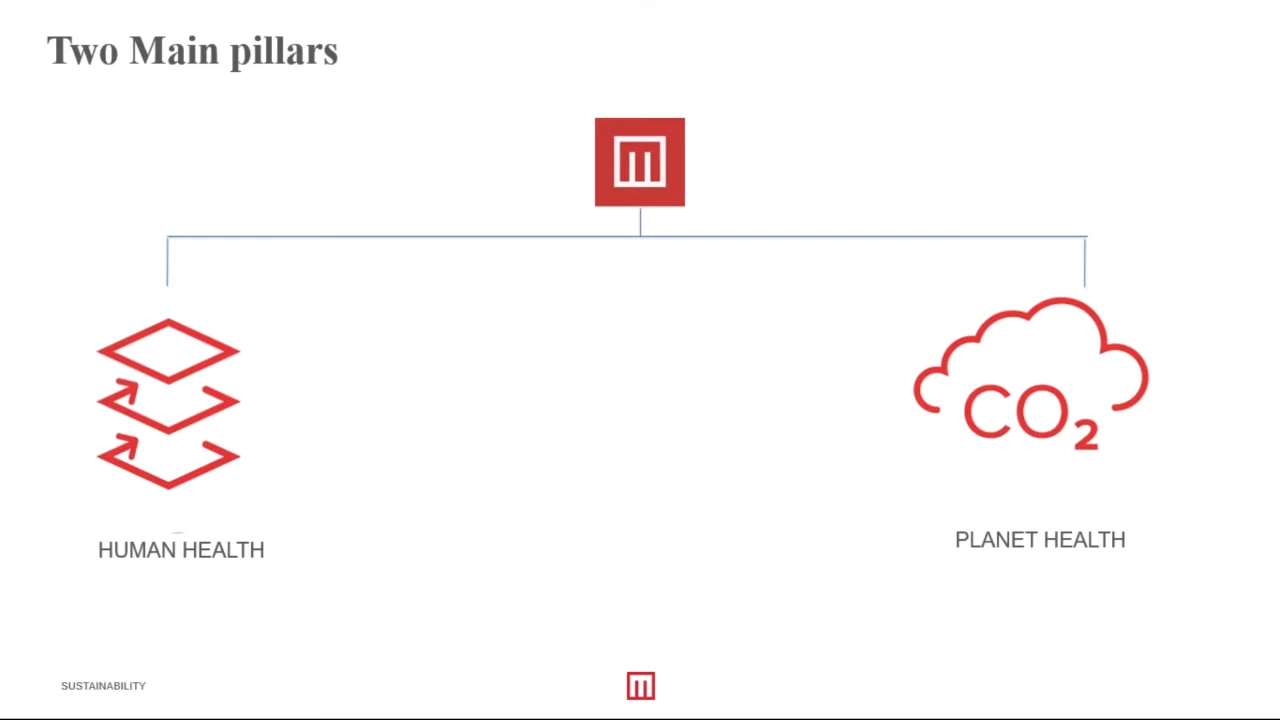 Two Main pillars
CO₂
HUMAN HEALTH
PLANET HEALTH
SUSTAINABILITY